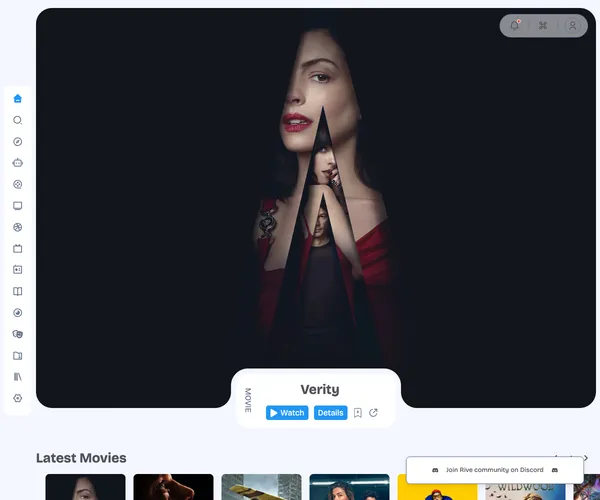 MOVIE
Verity
Watch
Details
Latest Movies
Join Rive community on Discord
WILDWOOD